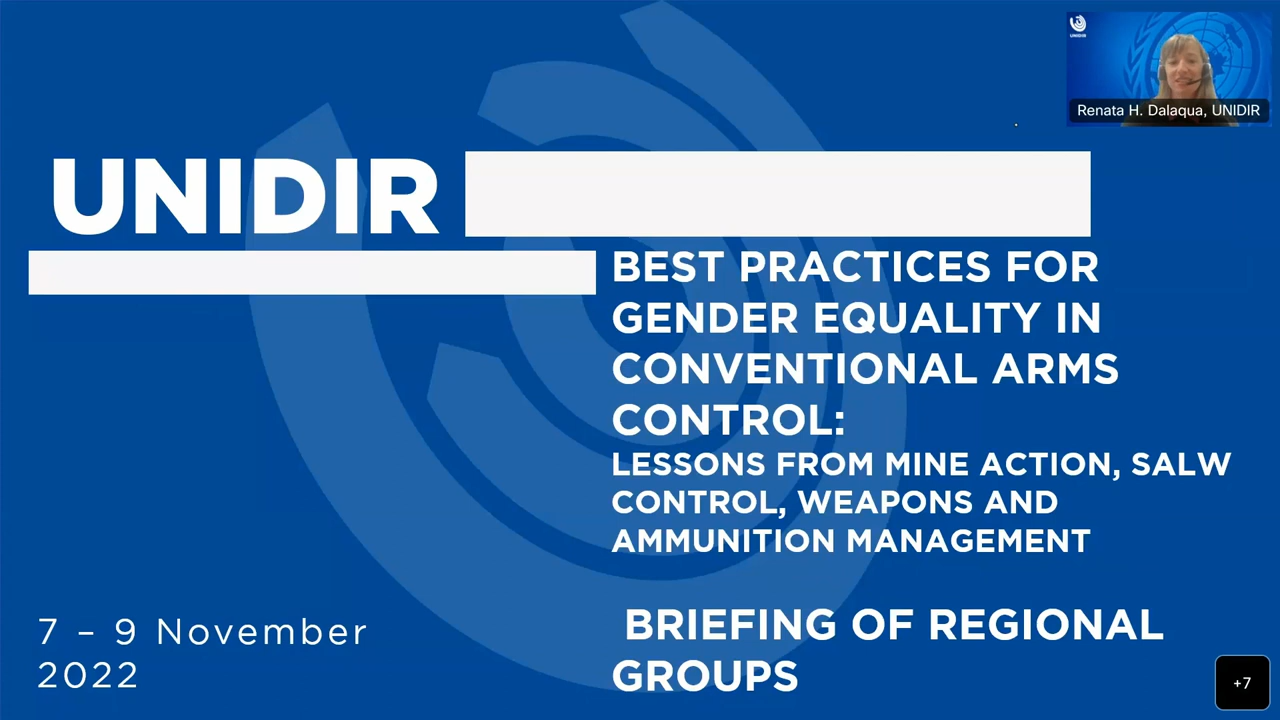 UNIDIR
Renata H. Dalaqua, UNIDIR
UNIDIR
BEST PRACTICES FOR
GENDER EQUALITY IN
CONVENTIONAL ARMS
CONTROL:
LESSONS FROM MINE ACTION, SALW
CONTROL, WEAPONS AND
AMMUNITION MANAGEMENT
BRIEFING OF REGIONAL
GROUPS
7 – 9 November
2022
+7